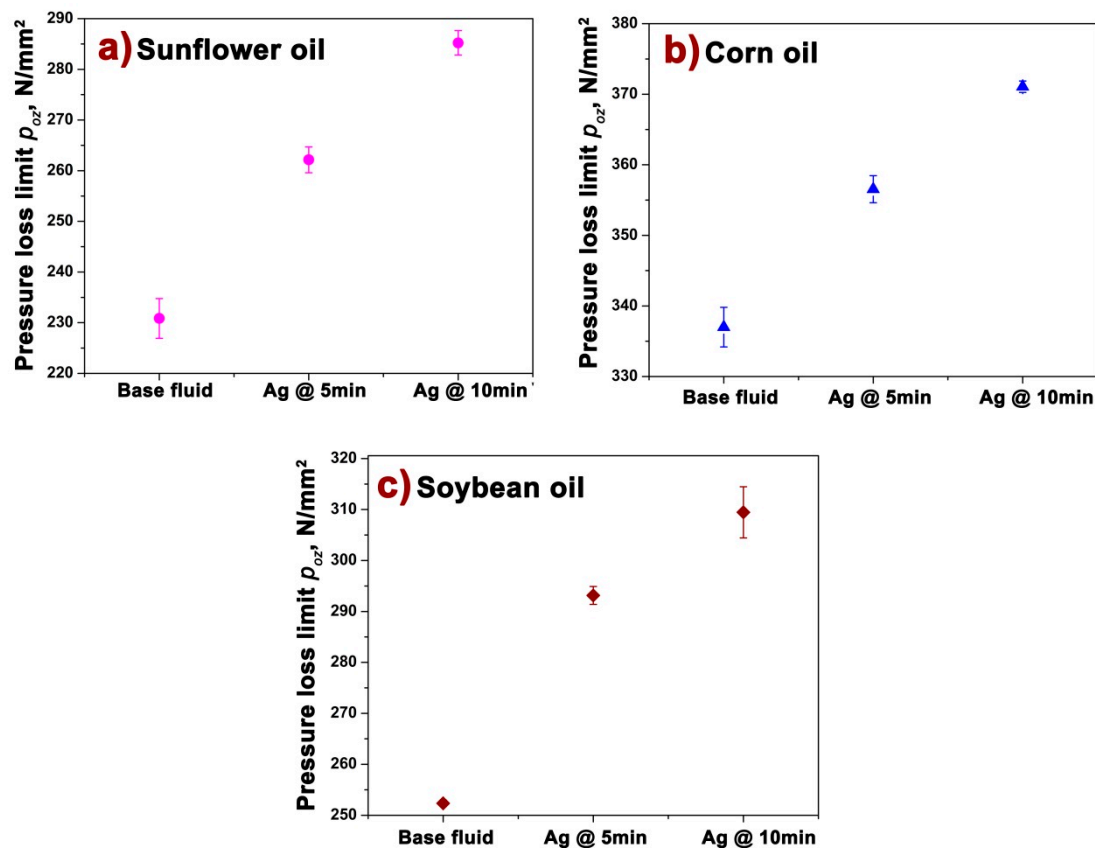 a) Sunflower oil
Pressure loss limit p_oz, N/mm²
290
280
270
260
250
240
230
220
Base fluid Ag @ 5min Ag @ 10min
b) Corn oil
Pressure loss limit p_oz, N/mm²
380
370
360
350
340
330
Base fluid Ag @ 5min Ag @ 10min
c) Soybean oil
Pressure loss limit p_oz, N/mm²
320
310
300
290
280
270
260
250
Base fluid Ag @ 5min Ag @ 10min